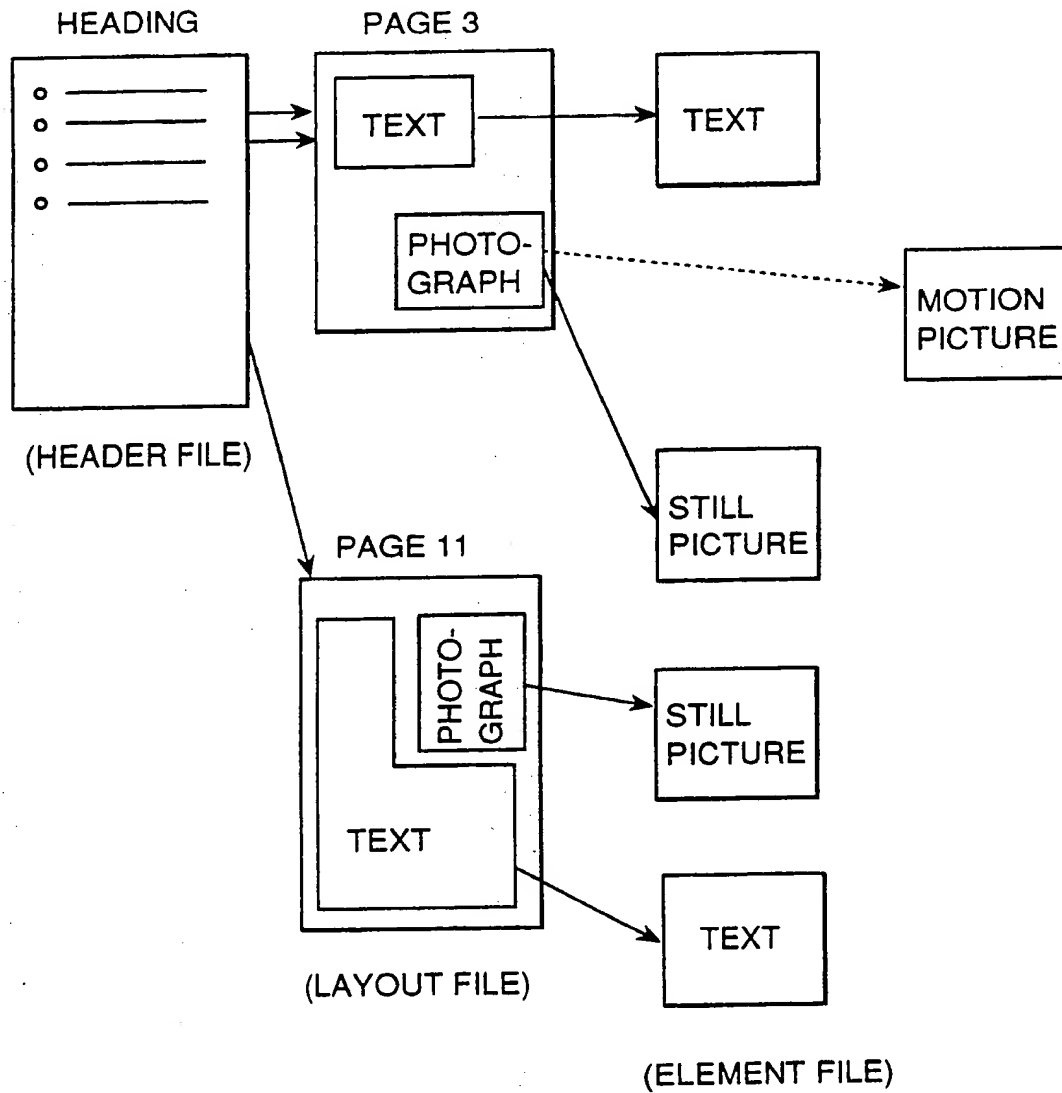 HEADING
PAGE 3
TEXT
TEXT
PHOTO-
GRAPH
MOTION
PICTURE
(HEADER FILE)
STILL
PICTURE
PAGE 11
PHOTO-
GRAPH
STILL
PICTURE
TEXT
TEXT
(LAYOUT FILE)
(ELEMENT FILE)